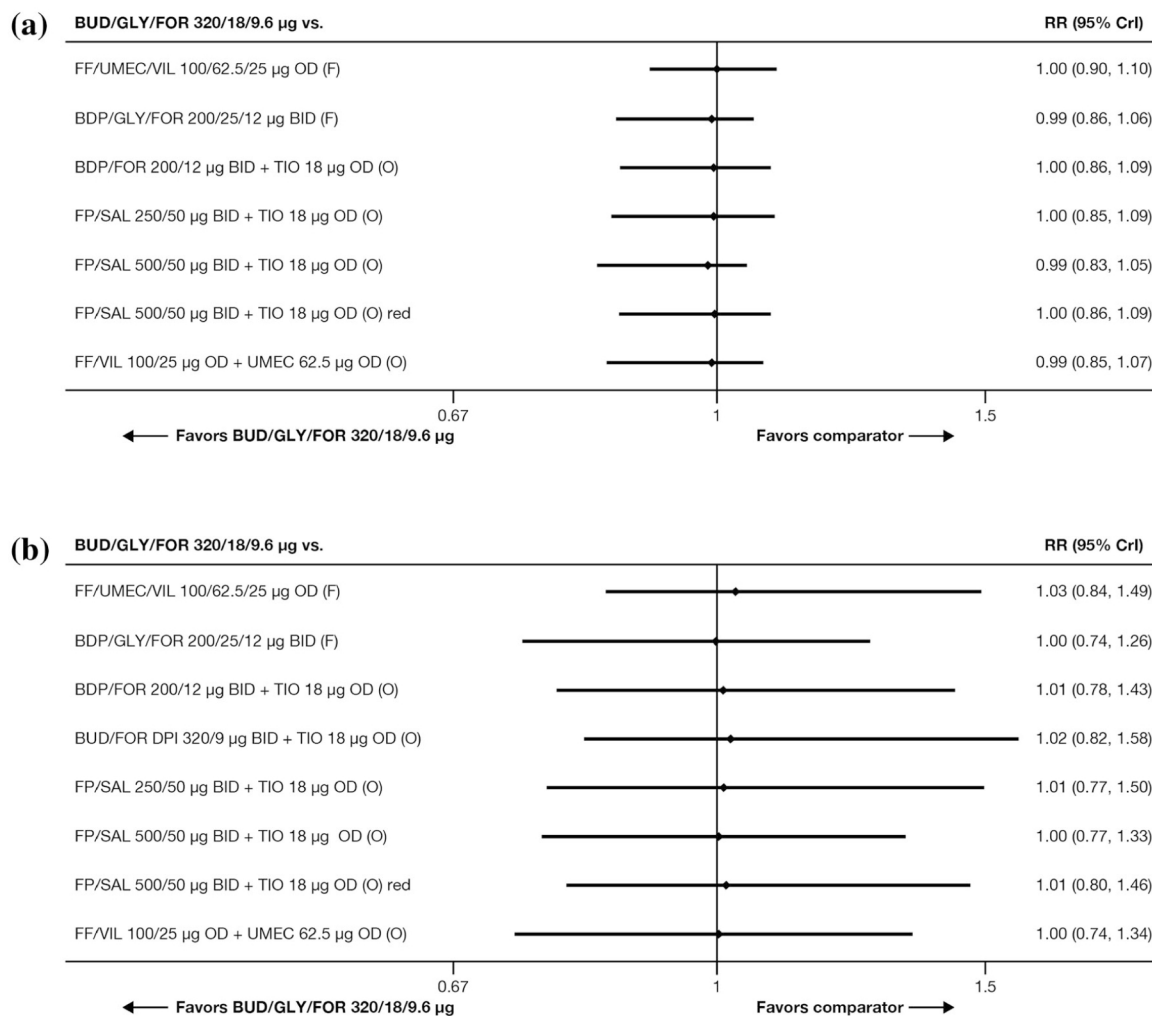 (a) BUD/GLY/FOR 320/18/9.6 µg vs. RR (95% CrI)
FF/UMEC/VIL 100/62.5/25 µg OD (F) 1.00 (0.90, 1.10)
BDP/GLY/FOR 200/25/12 µg BID (F) 0.99 (0.86, 1.06)
BDP/FOR 200/12 µg BID + TIO 18 µg OD (O) 1.00 (0.86, 1.09)
FP/SAL 250/50 µg BID + TIO 18 µg OD (O) 1.00 (0.85, 1.09)
FP/SAL 500/50 µg BID + TIO 18 µg OD (O) 0.99 (0.83, 1.05)
FP/SAL 500/50 µg BID + TIO 18 µg OD (O) red 1.00 (0.86, 1.09)
FF/VIL 100/25 µg OD + UMEC 62.5 µg OD (O) 0.99 (0.85, 1.07)
0.67 1 1.5
Favors BUD/GLY/FOR 320/18/9.6 µg Favors comparator
(b) BUD/GLY/FOR 320/18/9.6 µg vs. RR (95% CrI)
FF/UMEC/VIL 100/62.5/25 µg OD (F) 1.03 (0.84, 1.49)
BDP/GLY/FOR 200/25/12 µg BID (F) 1.00 (0.74, 1.26)
BDP/FOR 200/12 µg BID + TIO 18 µg OD (O) 1.01 (0.78, 1.43)
BUD/FOR DPI 320/9 µg BID + TIO 18 µg OD (O) 1.02 (0.82, 1.58)
FP/SAL 250/50 µg BID + TIO 18 µg OD (O) 1.01 (0.77, 1.50)
FP/SAL 500/50 µg BID + TIO 18 µg OD (O) 1.00 (0.77, 1.33)
FP/SAL 500/50 µg BID + TIO 18 µg OD (O) red 1.01 (0.80, 1.46)
FF/VIL 100/25 µg OD + UMEC 62.5 µg OD (O) 1.00 (0.74, 1.34)
0.67 1 1.5
Favors BUD/GLY/FOR 320/18/9.6 µg Favors comparator